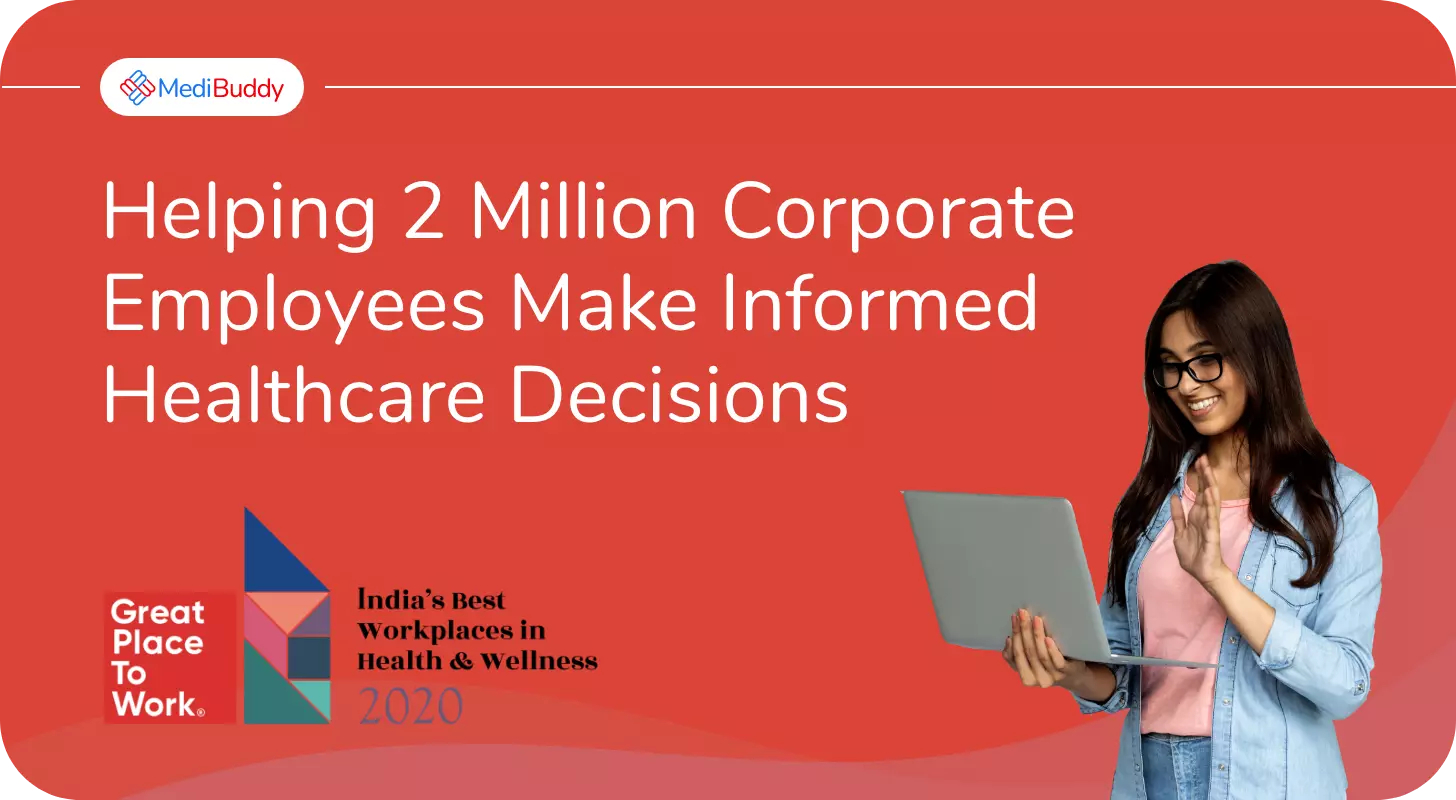 MediBuddy
Helping 2 Million Corporate
Employees Make Informed
Healthcare Decisions
Great
Place
To
Work®
India's Best
Workplaces in
Health & Wellness
2020